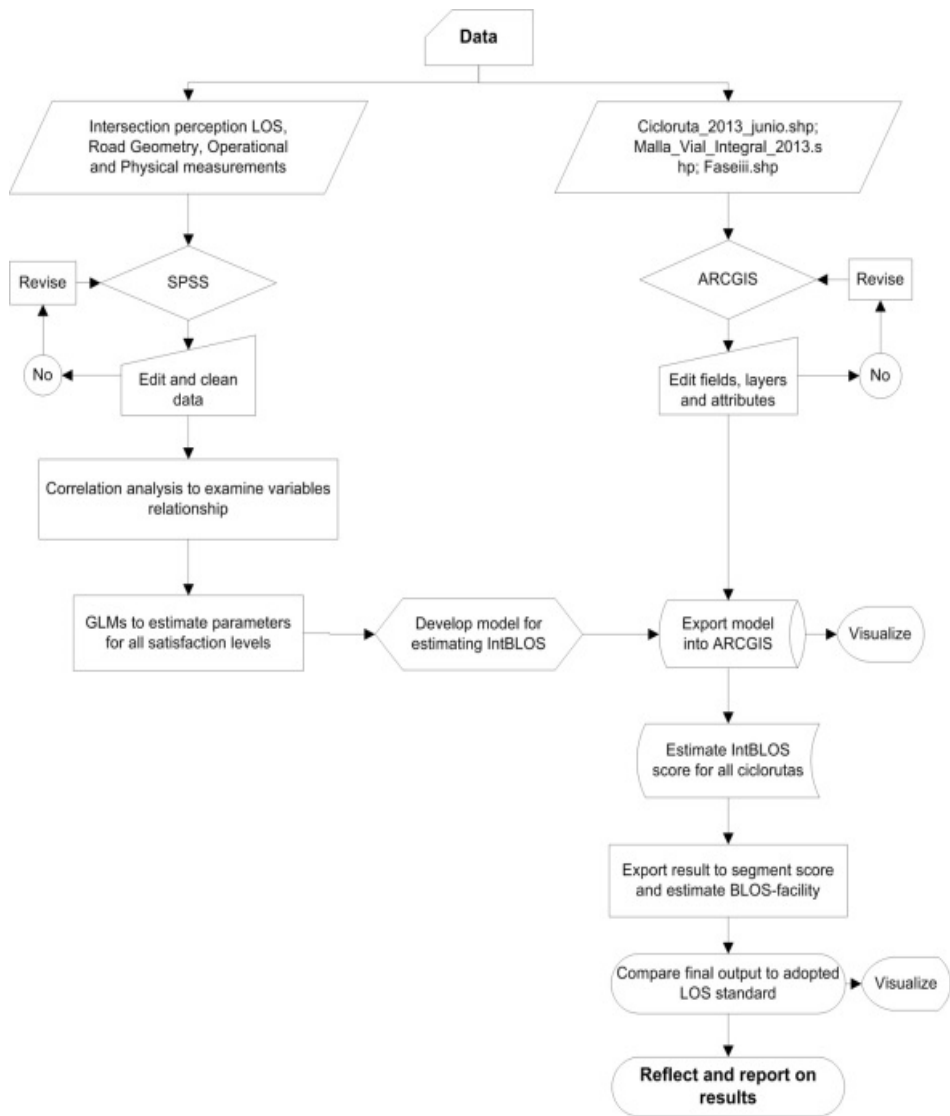 Data
Intersection perception LOS,
Road Geometry, Operational
and Physical measurements
Cicloruta_2013_junio.shp;
Malla_Vial_Integral_2013.s
hp; Faseiii.shp
Revise
SPSS
ARCGIS
Revise
No
Edit and clean
data
Edit fields, layers
and attributes
No
Correlation analysis to examine variables
relationship
GLMs to estimate parameters
for all satisfaction levels
Develop model for
estimating IntBLOS
Export model
into ARCGIS
Visualize
Estimate IntBLOS
score for all ciclorutas
Export result to segment score
and estimate BLOS-facility
Compare final output to adopted
LOS standard
Visualize
Reflect and report on
results